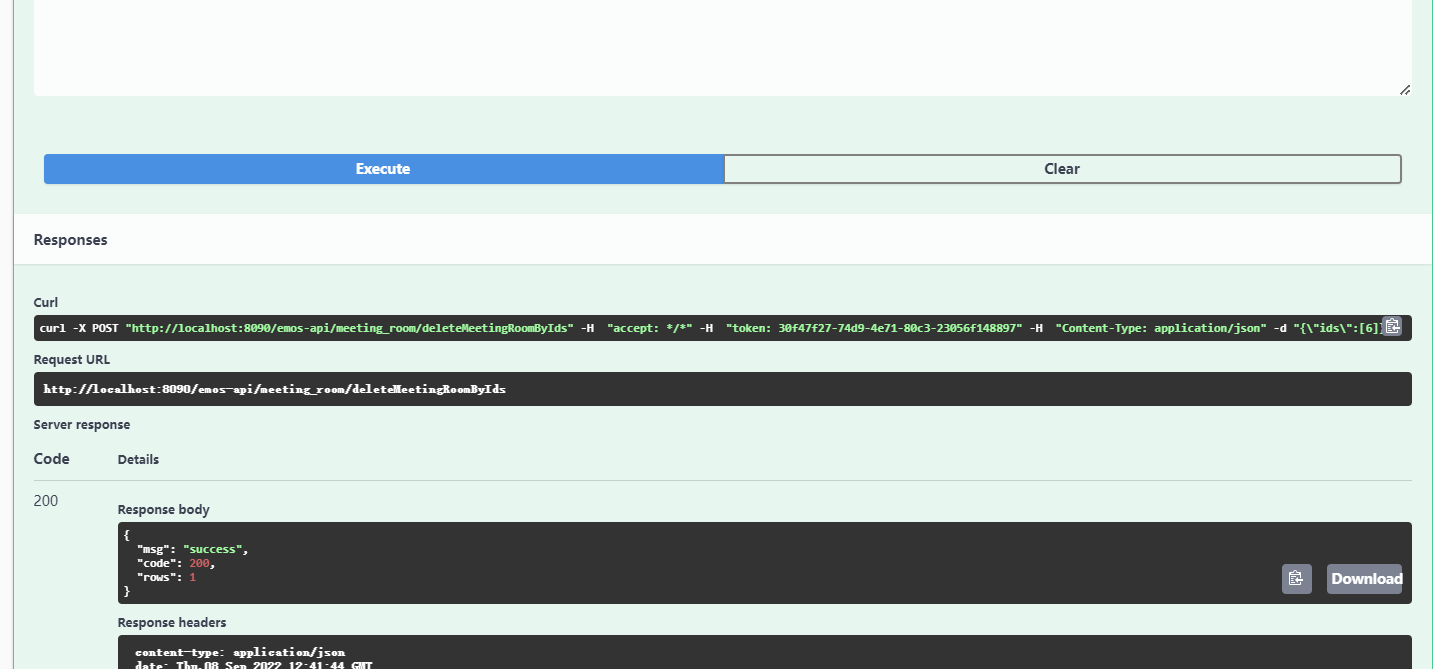 Execute
Clear
Responses
Curl
curl -X POST "http://localhost:8090/emos-api/meeting_room/deleteMeetingRoomByIds" -H  "accept: */*" -H  "token: 30f47f27-74d9-4e71-80c3-23056f148897" -H  "Content-Type: application/json" -d "{\"ids\":[6]
Request URL
http://localhost:8090/emos-api/meeting_room/deleteMeetingRoomByIds
Server response
Code
Details
200
Response body
{
"msg": "success",
"code": 200,
"rows": 1
}
Download
Response headers
content-type: application/json
date: Thu,08 Sep 2022 12:41:44 GMT